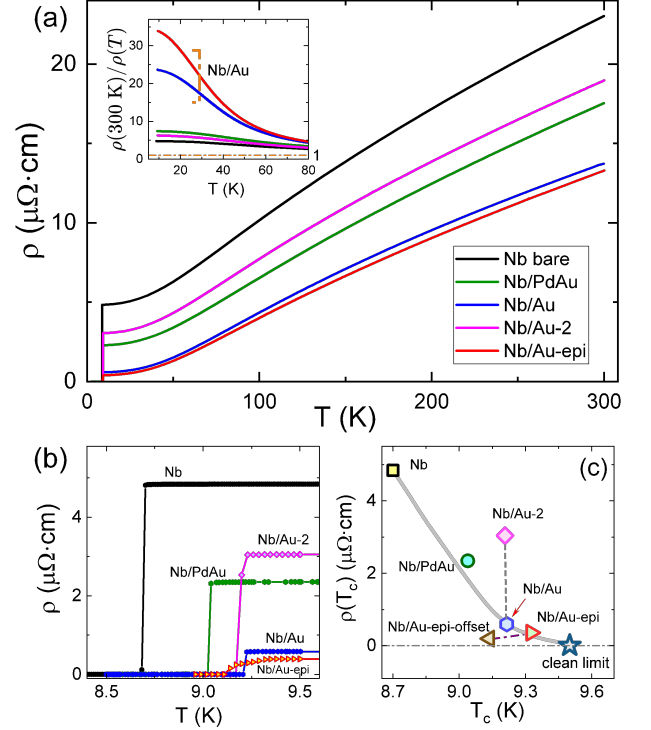 (a)
ρ (μΩ·cm)
20
10
0
0
100
200
300
T (K)
ρ(300 K)/ρ(T)
35
30
25
20
15
10
5
0
20
40
60
80
T (K)
Nb/Au
1
Nb bare
Nb/PdAu
Nb/Au
Nb/Au-2
Nb/Au-epi
(b)
ρ (μΩ·cm)
4
2
0
8.5
9.0
9.5
T (K)
Nb
Nb/Au-2
Nb/PdAu
Nb/Au
Nb/Au-epi
(c)
ρ(Tc) (μΩ·cm)
4
2
0
8.7
9.0
9.3
9.6
Tc (K)
Nb
Nb/Au-2
Nb/PdAu
Nb/Au
Nb/Au-epi
Nb/Au-epi-offset
clean limit